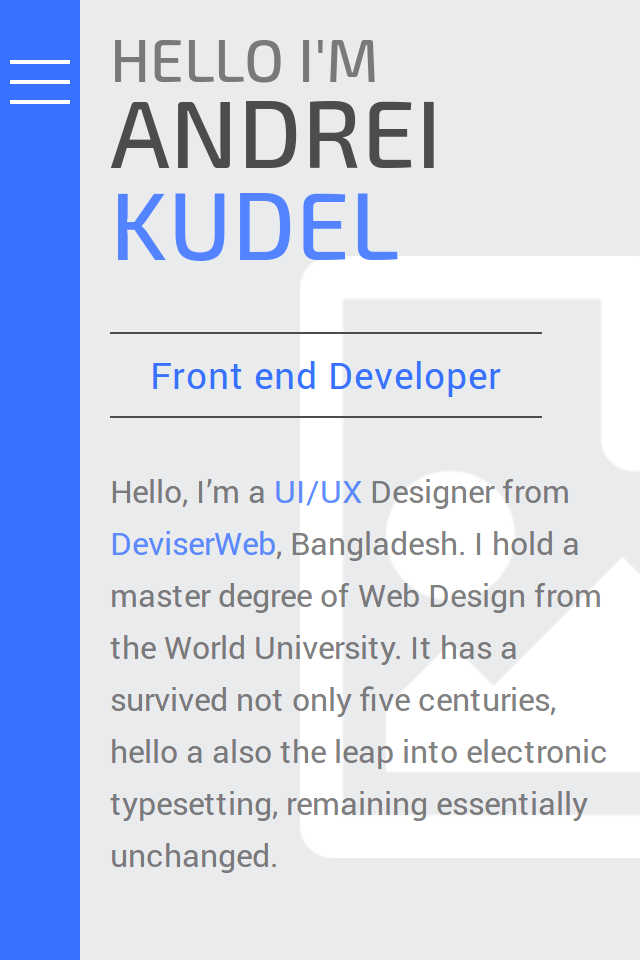 HELLO I'M
ANDREI
KUDEL
Front end Developer
Hello, I’m a UI/UX Designer from
DeviserWeb, Bangladesh. I hold a
master degree of Web Design from
the World University. It has a
survived not only five centuries,
hello a also the leap into electronic
typesetting, remaining essentially
unchanged.